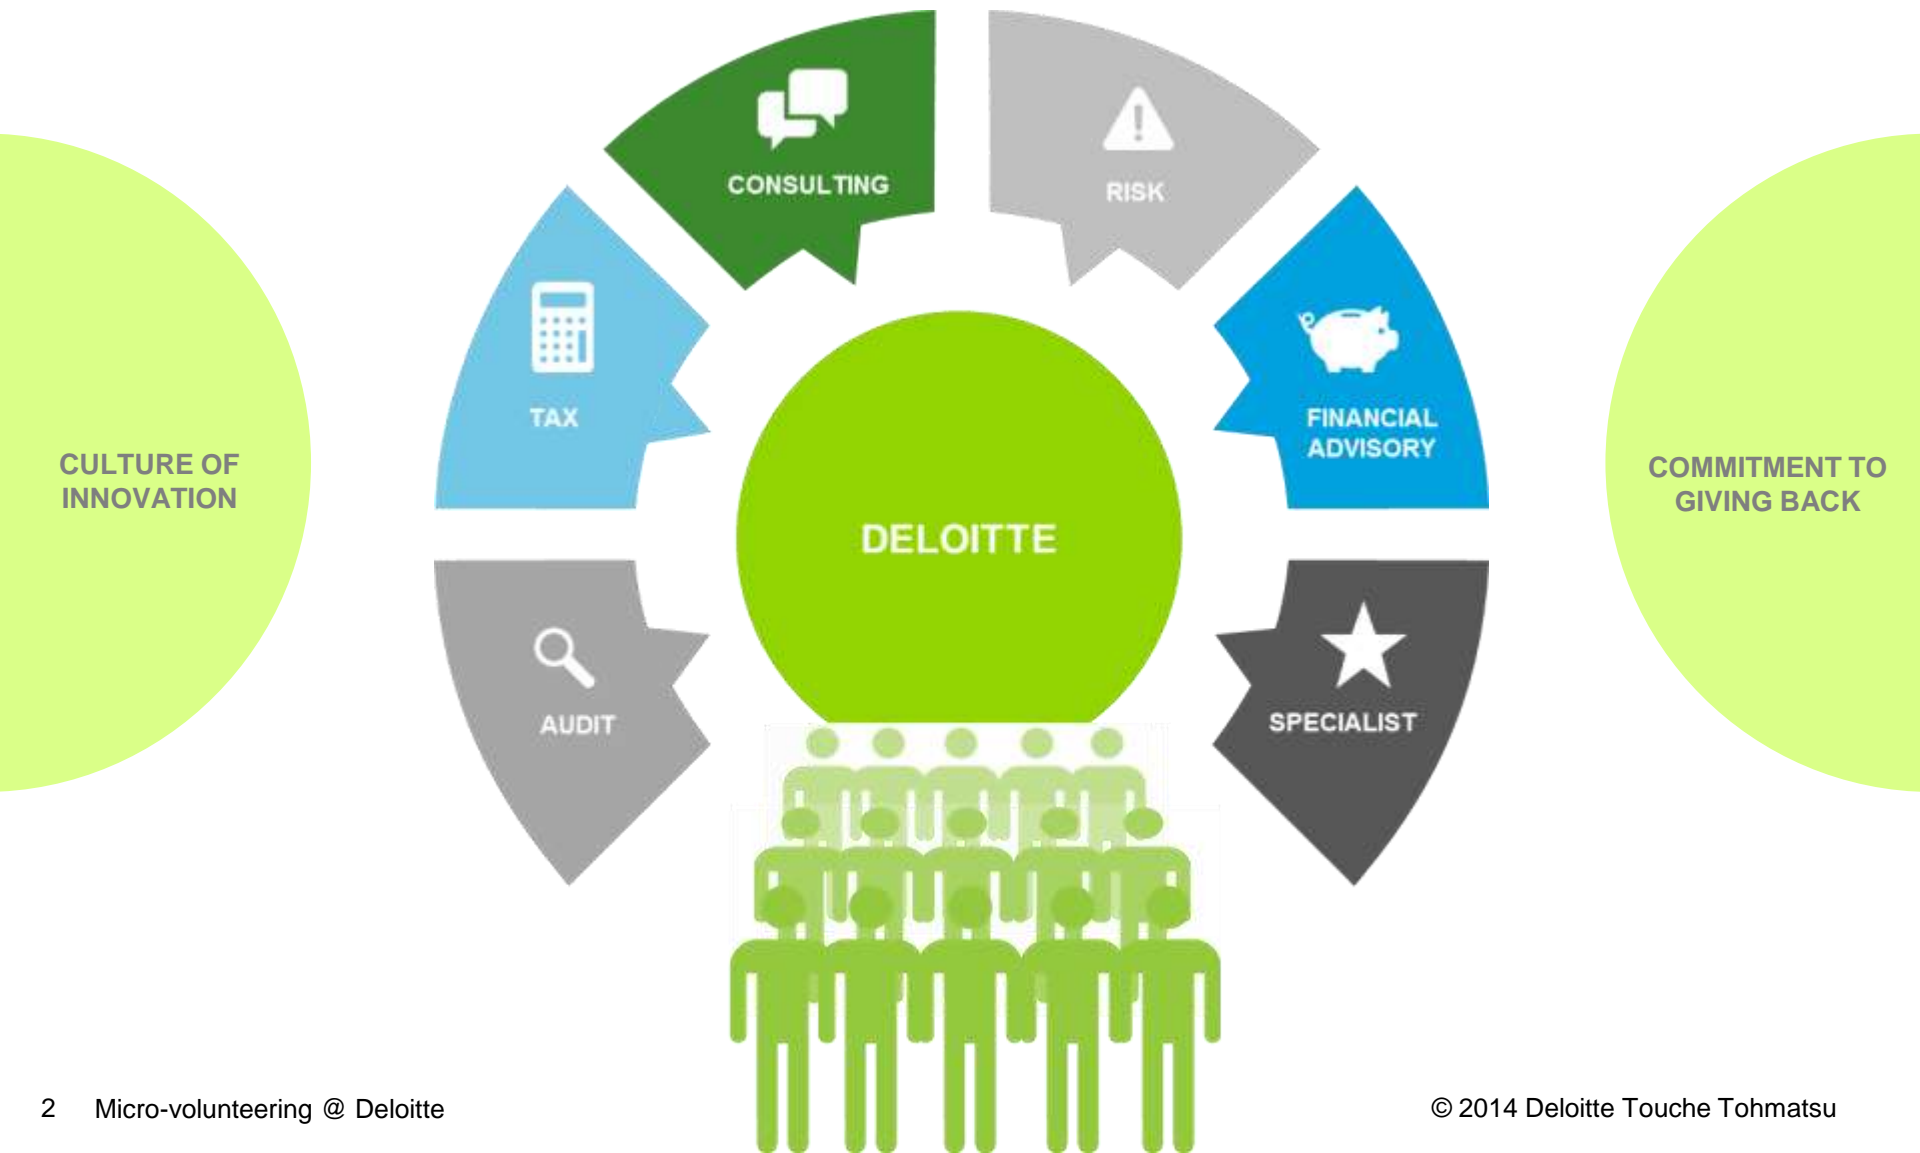 CONSULTING
RISK
TAX
FINANCIAL
ADVISORY
CULTURE OF
INNOVATION
DELOITTE
COMMITMENT TO
GIVING BACK
AUDIT
SPECIALIST
2 Micro-volunteering @ Deloitte
© 2014 Deloitte Touche Tohmatsu